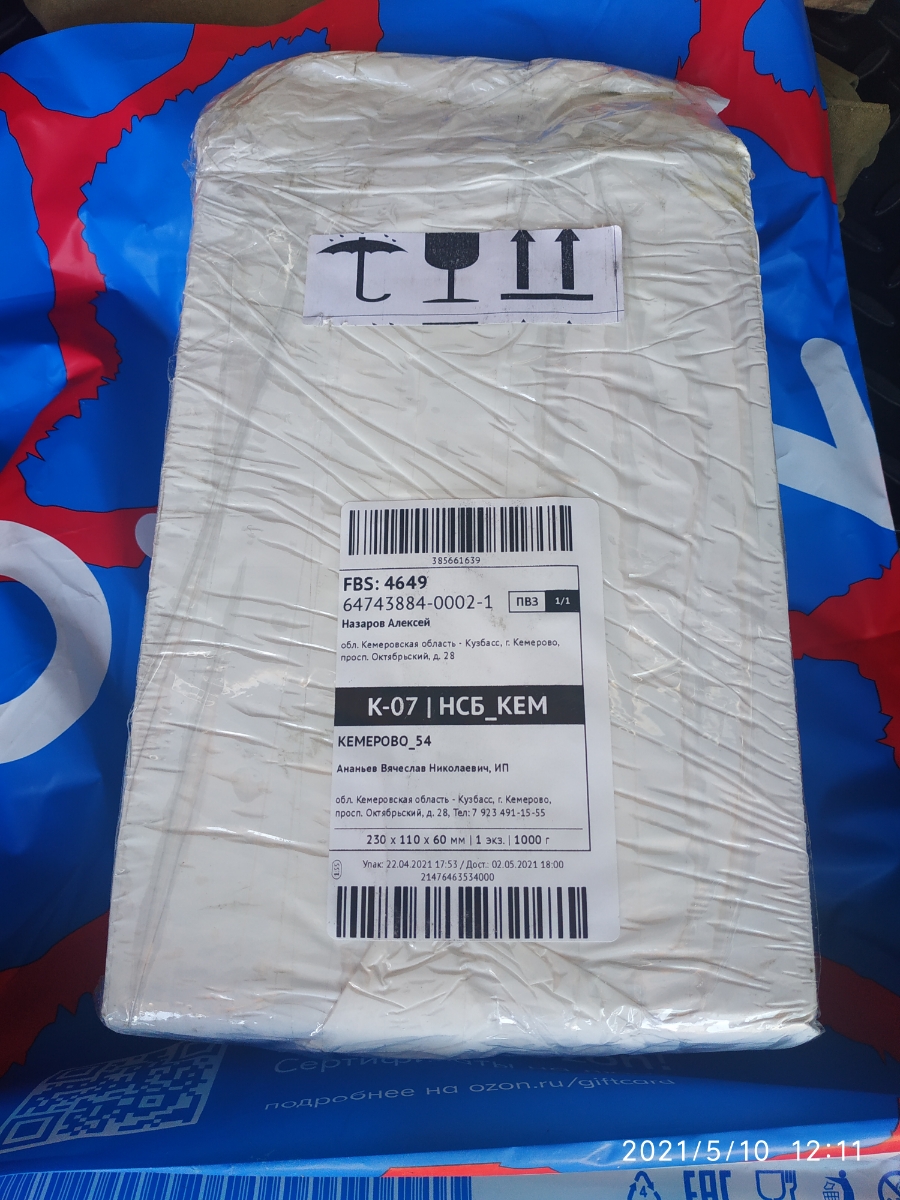 385661639
FBS: 4649
64743884-0002-1 ПВЗ 1/1
Назаров Алексей
обл. Кемеровская область - Кузбасс, г. Кемерово,
просп. Октябрьский, д. 28
К-07 | НСБ_КЕМ
КЕМЕРОВО_54
Ананьев Вячеслав Николаевич, ИП
обл. Кемеровская область - Кузбасс, г. Кемерово,
просп. Октябрьский, д. 28, Тел: 7 923 491-15-55
230 x 110 x 60 мм | 1 экз. | 1000 г
Упак: 22.04.2021 17:53 / Дост: 02.05.2021 18:00
21476463534000
подробнее на ozon.ru/giftcard
2021/5/10 12:11
4
EAC